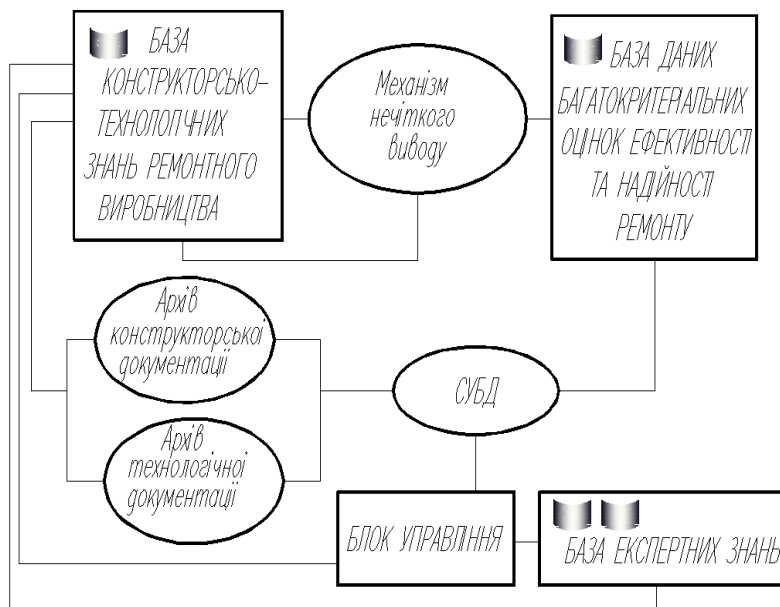 БАЗА
КОНСТРУКТОРСЬКО-
ТЕХНОЛОГІЧНИХ
ЗНАНЬ РЕМОНТНОГО
ВИРОБНИЦТВА
Механізм
нечіткого
виводу
БАЗА ДАНИХ
БАГАТОКРИТЕРІАЛЬНИХ
ОЦІНОК ЕФЕКТИВНОСТІ
ТА НАДІЙНОСТІ
РЕМОНТУ
Архів
конструкторської
документації
СУБД
Архів
технологічної
документації
БЛОК УПРАВЛІННЯ
БАЗА ЕКСПЕРТНИХ ЗНАНЬ